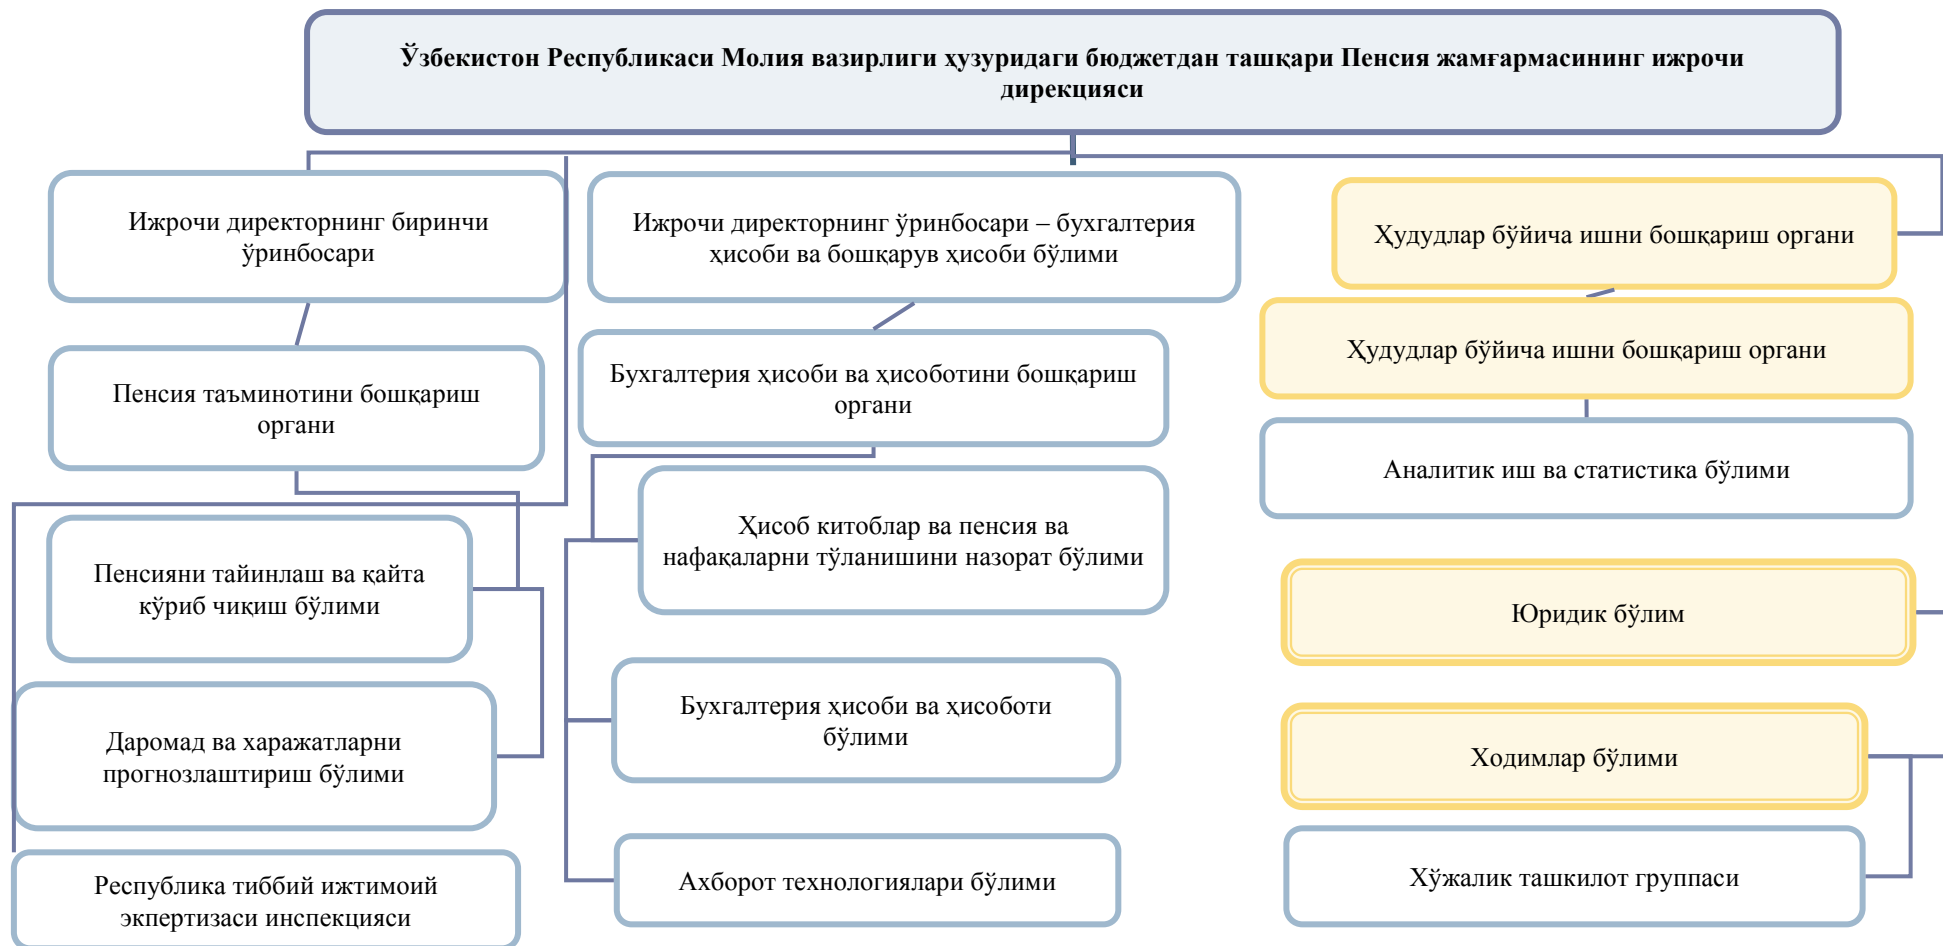 Ўзбекистон Республикаси Молия вазирлиги ҳузуридаги бюджетдан ташқари Пенсия жамғармасининг ижрочи
дирекцияси
Ижрочи директорнинг биринчи
ўринбосари
Ижрочи директорнинг ўринбосари – бухгалтерия
ҳисоби ва бошқарув ҳисоби бўлими
Ҳудудлар бўйича ишни бошқариш органи
Пенсия таъминотини бошқариш
органи
Бухгалтерия ҳисоби ва ҳисоботини бошқариш
органи
Ҳудудлар бўйича ишни бошқариш органи
Аналитик иш ва статистика бўлими
Пенсияни тайинлаш ва қайта
кўриб чиқиш бўлими
Ҳисоб китоблар ва пенсия ва
нафақаларни тўланишини назорат бўлими
Юридик бўлим
Даромад ва харажатларни
прогнозлаштириш бўлими
Бухгалтерия ҳисоби ва ҳисоботи
бўлими
Ходимлар бўлими
Республика тиббий ижтимоий
экпертизаси инспекцияси
Ахборот технологиялари бўлими
Хўжалик ташкилот группаси